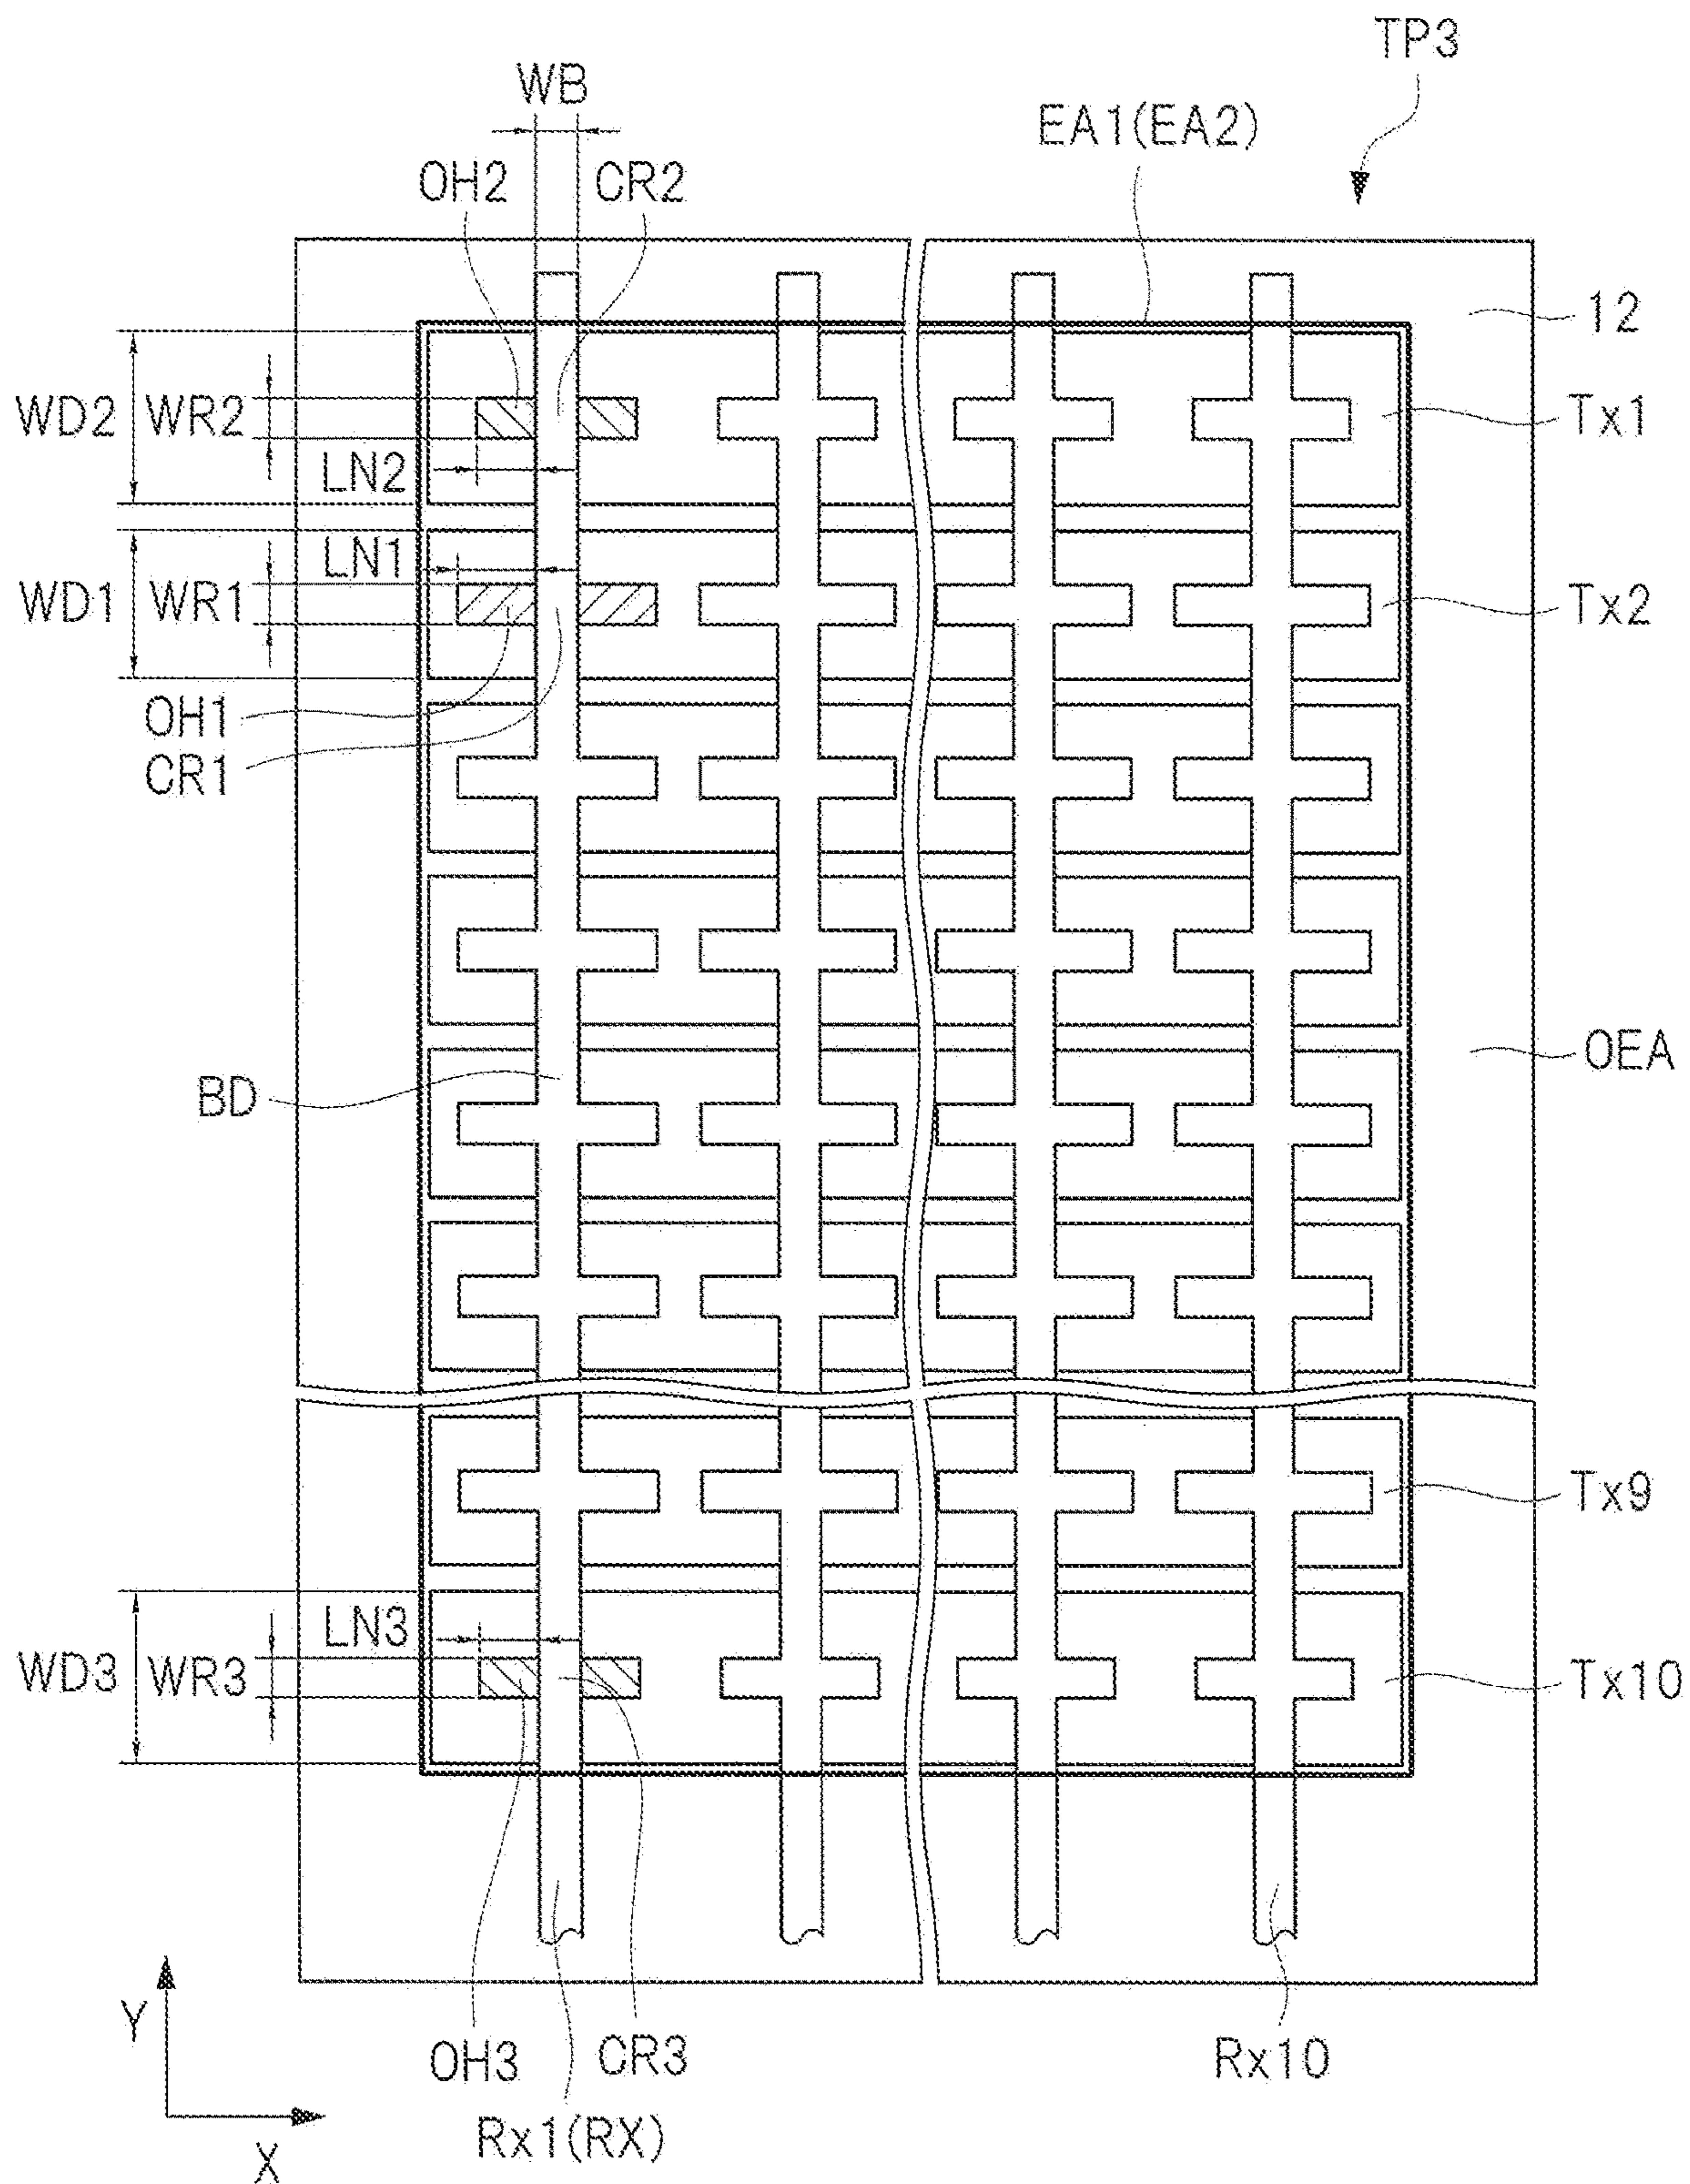 TP3
WB
EA1(EA2)
OH2 CR2
12
WD2 WR2 Tx1
LN2
LN1
WD1 WR1 Tx2
OH1
CR1
OEA
BD
Tx9
LN3
WD3 WR3 Tx10
Y
OH3 CR3 Rx10
Rx1(RX)
X